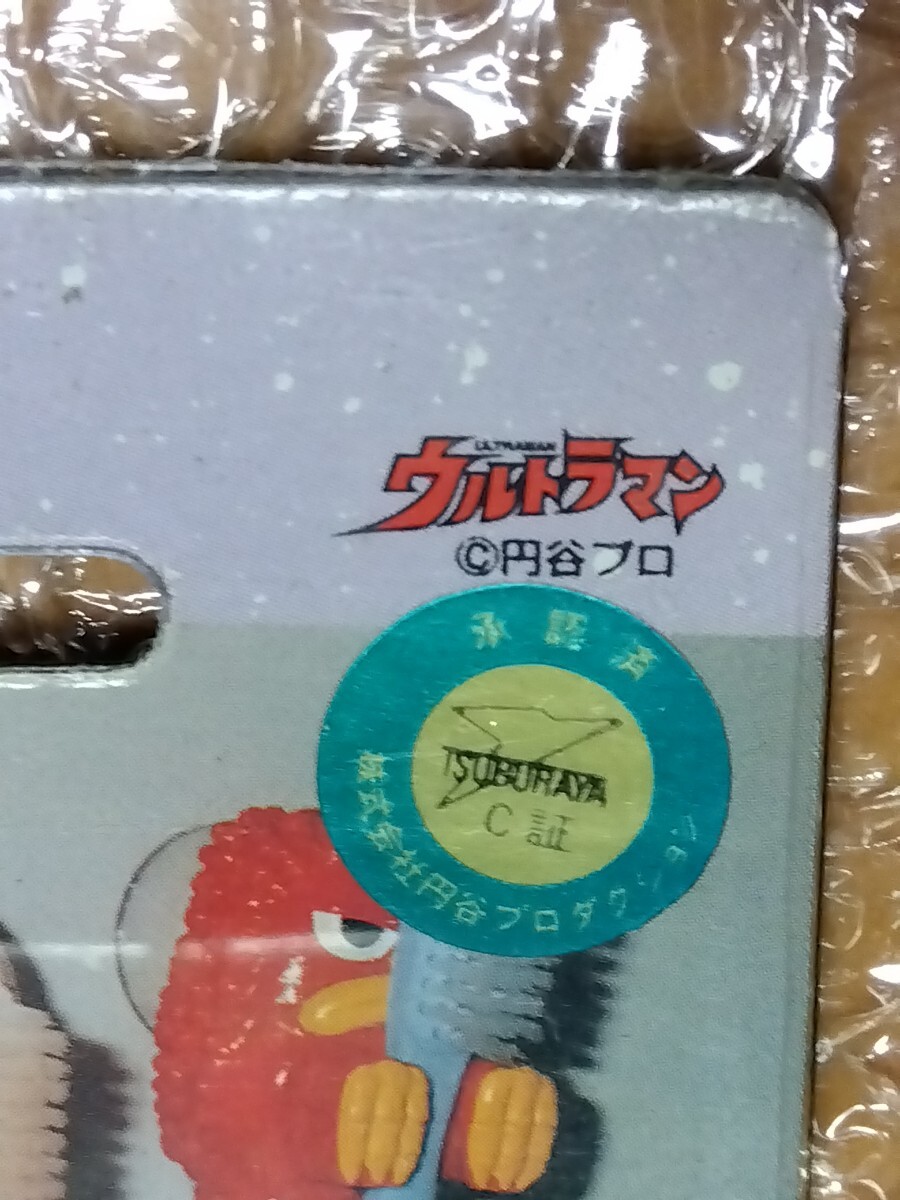 ULTRAMAN
ウルトラマン
©円谷プロ
承認済
TSUBURAYA
C証
株式会社円谷プロダクション